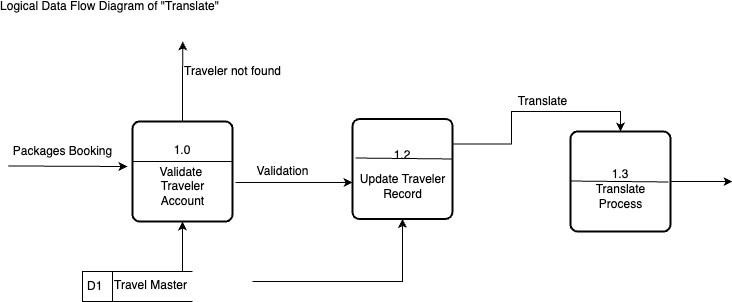 Logical Data Flow Diagram of "Translate"
Traveler not found
Translate
Packages Booking
1.0
Validate
Traveler
Account
Validation
1.2
Update Traveler
Record
1.3
Translate
Process
D1
Travel Master